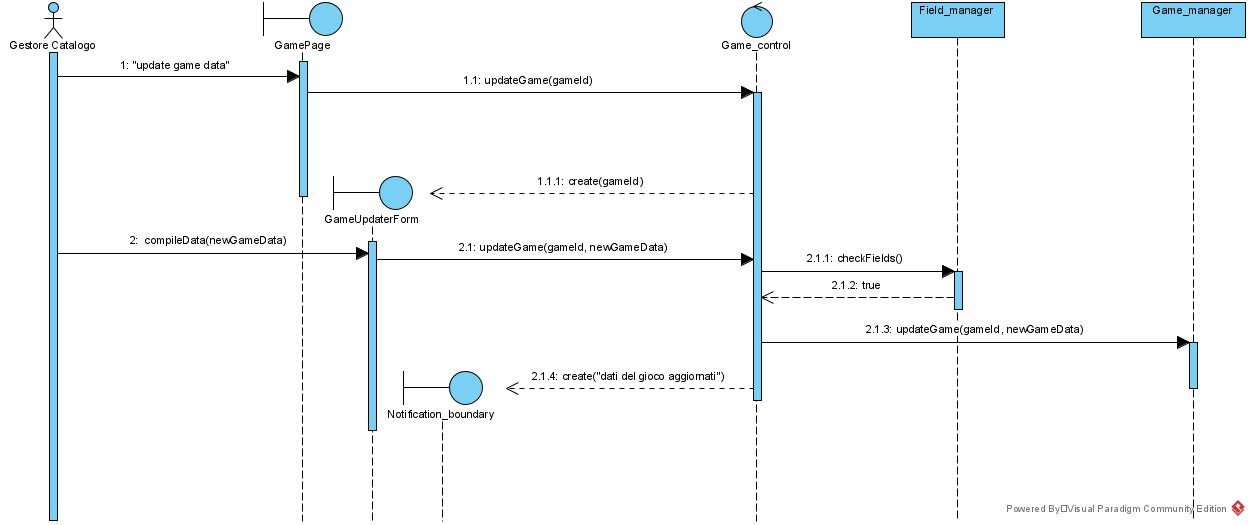 Field_manager
Game_manager
Gestore Catalogo
GamePage
Game_control
1: "update game data"
1.1: updateGame(gameId)
1.1.1: create(gameId)
GameUpdaterForm
2: compileData(newGameData)
2.1: updateGame(gameId, newGameData)
2.1.1: checkFields()
2.1.2: true
2.1.3: updateGame(gameId, newGameData)
2.1.4: create("dati del gioco aggiornati")
Notification_boundary
Powered By Visual Paradigm Community Edition